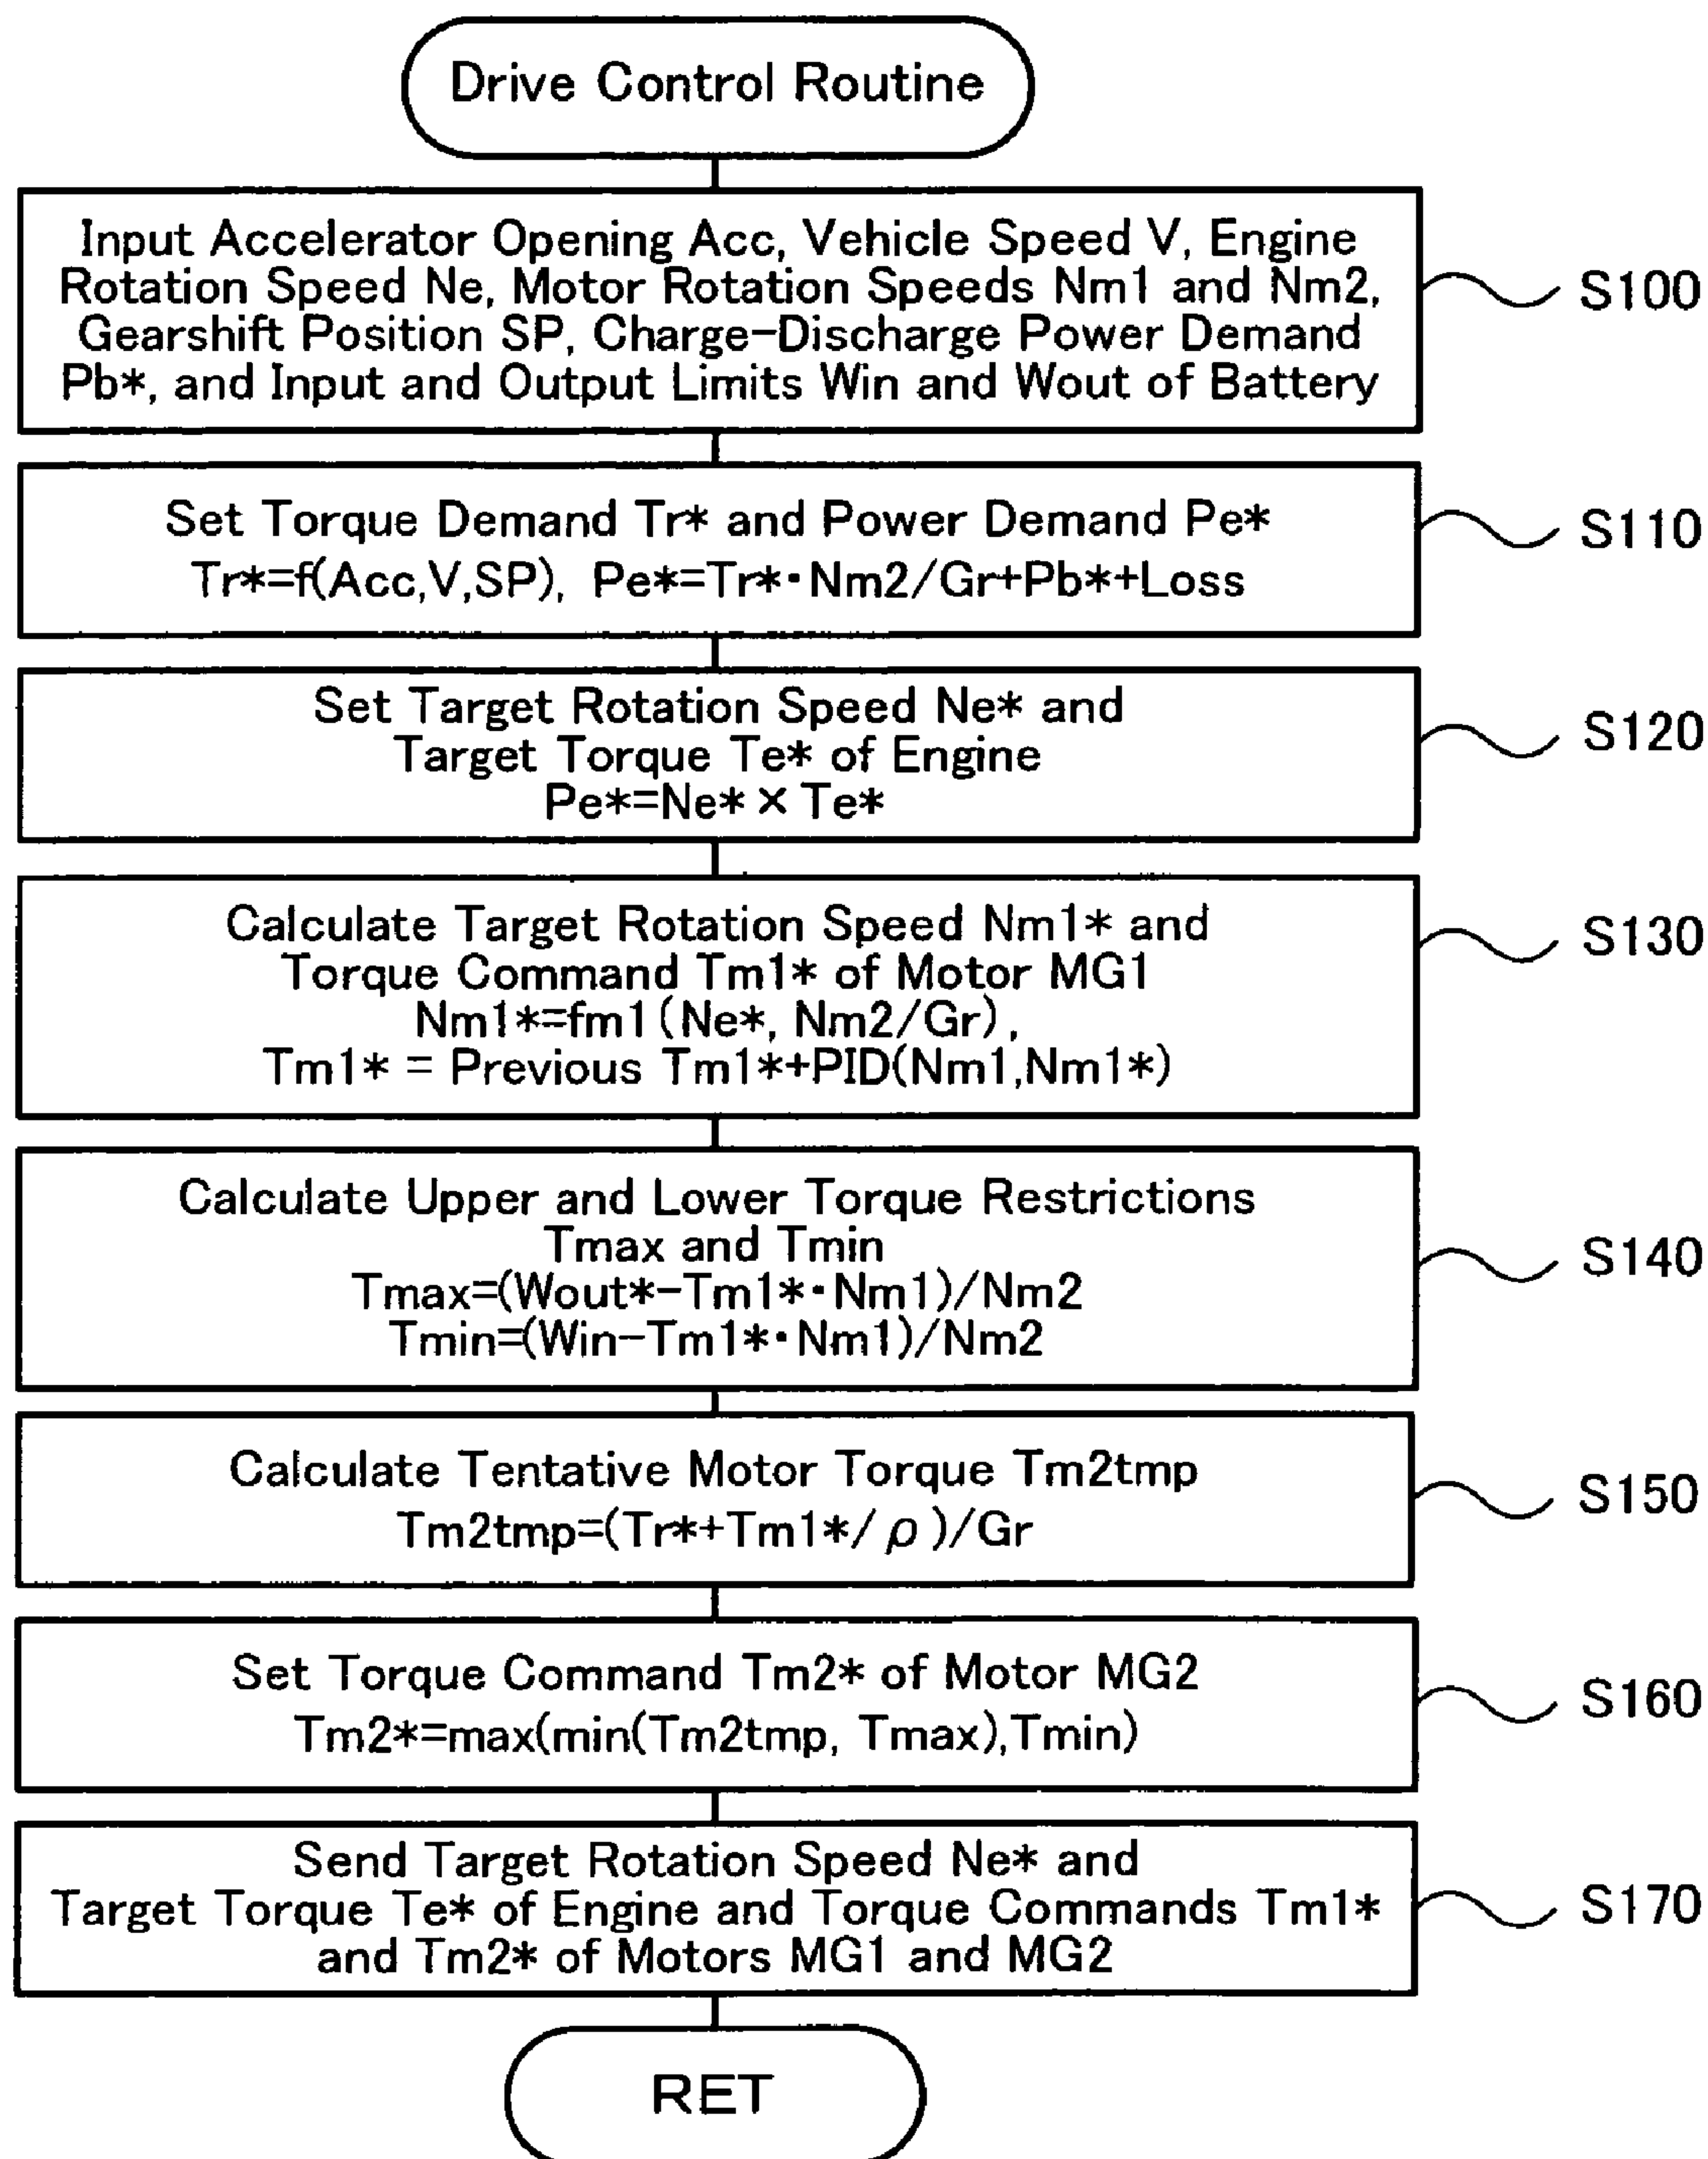 Drive Control Routine
Input Accelerator Opening Acc, Vehicle Speed V, Engine
Rotation Speed Ne, Motor Rotation Speeds Nm1 and Nm2,
Gearshift Position SP, Charge-Discharge Power Demand
Pb*, and Input and Output Limits Win and Wout of Battery
S100
Set Torque Demand Tr* and Power Demand Pe*
Tr*=f(Acc,V,SP), Pe*=Tr*·Nm2/Gr+Pb*+Loss
S110
Set Target Rotation Speed Ne* and
Target Torque Te* of Engine
Pe*=Ne*×Te*
S120
Calculate Target Rotation Speed Nm1* and
Torque Command Tm1* of Motor MG1
Nm1*=fm1(Ne*, Nm2/Gr),
Tm1* = Previous Tm1*+PID(Nm1,Nm1*)
S130
Calculate Upper and Lower Torque Restrictions
Tmax and Tmin
Tmax=(Wout*-Tm1*·Nm1)/Nm2
Tmin=(Win-Tm1*·Nm1)/Nm2
S140
Calculate Tentative Motor Torque Tm2tmp
Tm2tmp=(Tr*+Tm1*/ρ)/Gr
S150
Set Torque Command Tm2* of Motor MG2
Tm2*=max(min(Tm2tmp, Tmax),Tmin)
S160
Send Target Rotation Speed Ne* and
Target Torque Te* of Engine and Torque Commands Tm1*
and Tm2* of Motors MG1 and MG2
S170
RET